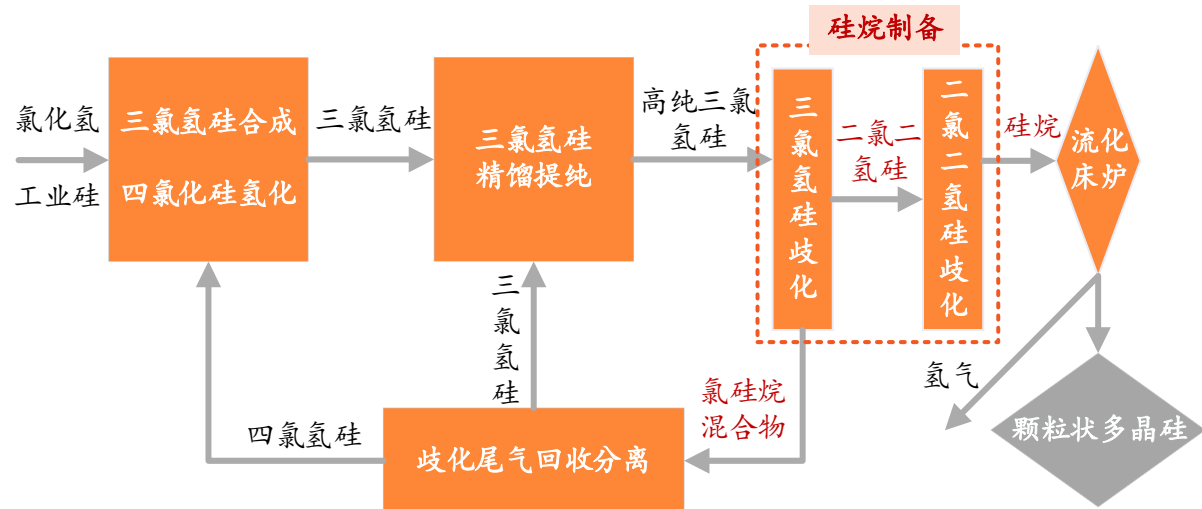 硅烷制备
氯化氢
工业硅
三氯氢硅合成
四氯化硅氢化
三氯氢硅
三氯氢硅
精馏提纯
高纯三氯
氢硅
三氯氢硅歧化
二氯二
氢硅
二氯二氢硅歧化
硅烷
流化
床炉
三氯氢硅
四氯氢硅
歧化尾气回收分离
氯硅烷
混合物
氢气
颗粒状多晶硅